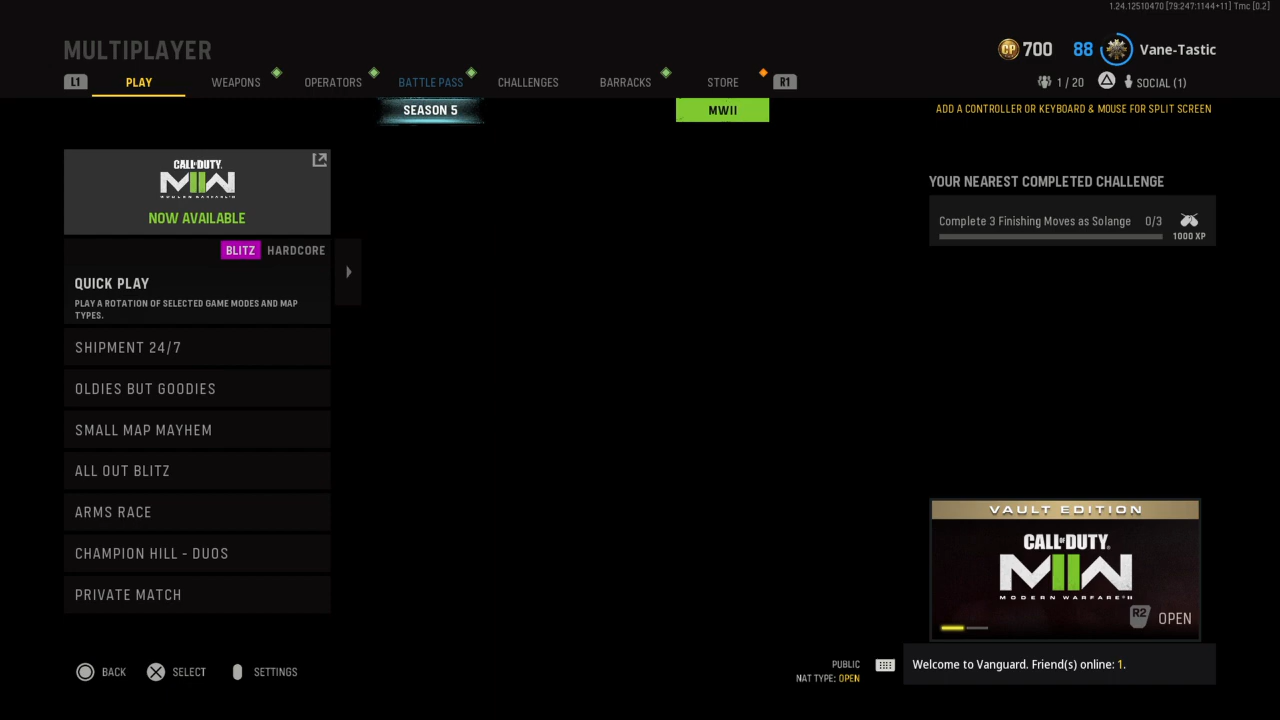 1.24.12510470 [79:247:1144+11] Tmc [0.2]
MULTIPLAYER
CP 700 88 Vane-Tastic
L1 PLAY WEAPONS OPERATORS BATTLE PASS CHALLENGES BARRACKS STORE R1
1 / 20 SOCIAL (1)
SEASON 5 MWII
ADD A CONTROLLER OR KEYBOARD & MOUSE FOR SPLIT SCREEN
CALL OF DUTY
MWII
MODERN WARFARE II
NOW AVAILABLE
YOUR NEAREST COMPLETED CHALLENGE
Complete 3 Finishing Moves as Solange 0/3
1000 XP
BLITZ HARDCORE
QUICK PLAY
PLAY A ROTATION OF SELECTED GAME MODES AND MAP
TYPES.
SHIPMENT 24/7
OLDIES BUT GOODIES
SMALL MAP MAYHEM
ALL OUT BLITZ
ARMS RACE
CHAMPION HILL - DUOS
PRIVATE MATCH
VAULT EDITION
CALL OF DUTY
MWII
MODERN WARFARE II
R2 OPEN
BACK SELECT SETTINGS
PUBLIC
NAT TYPE: OPEN
Welcome to Vanguard. Friend(s) online: 1.